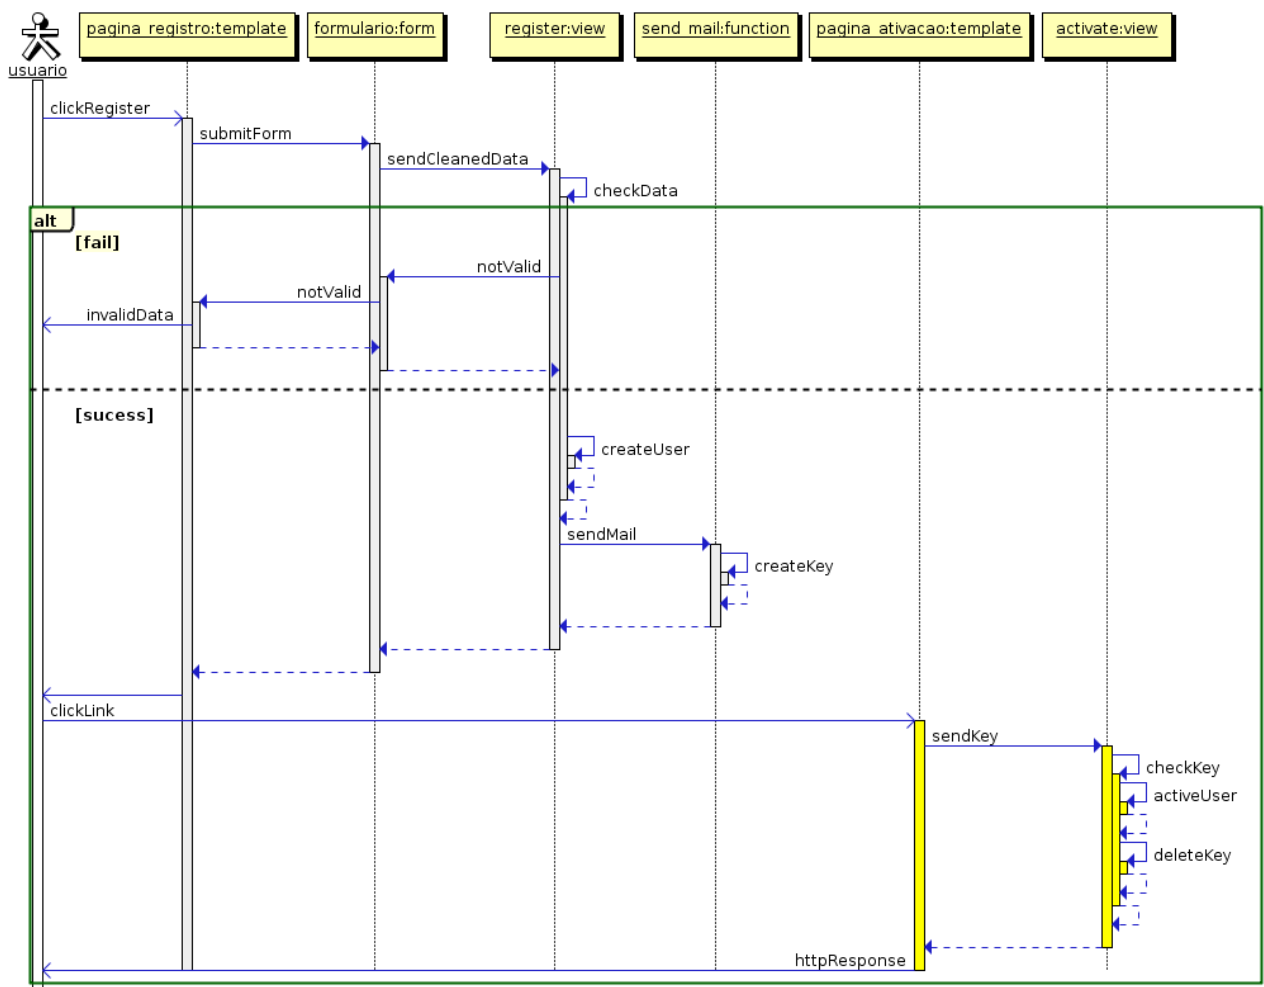 usuario
pagina_registro:template
formulario:form
register:view
send_mail:function
pagina_ativacao:template
activate:view
clickRegister
submitForm
sendCleanedData
checkData
alt
[fail]
notValid
notValid
invalidData
[sucess]
createUser
sendMail
createKey
clickLink
sendKey
checkKey
activeUser
deleteKey
httpResponse